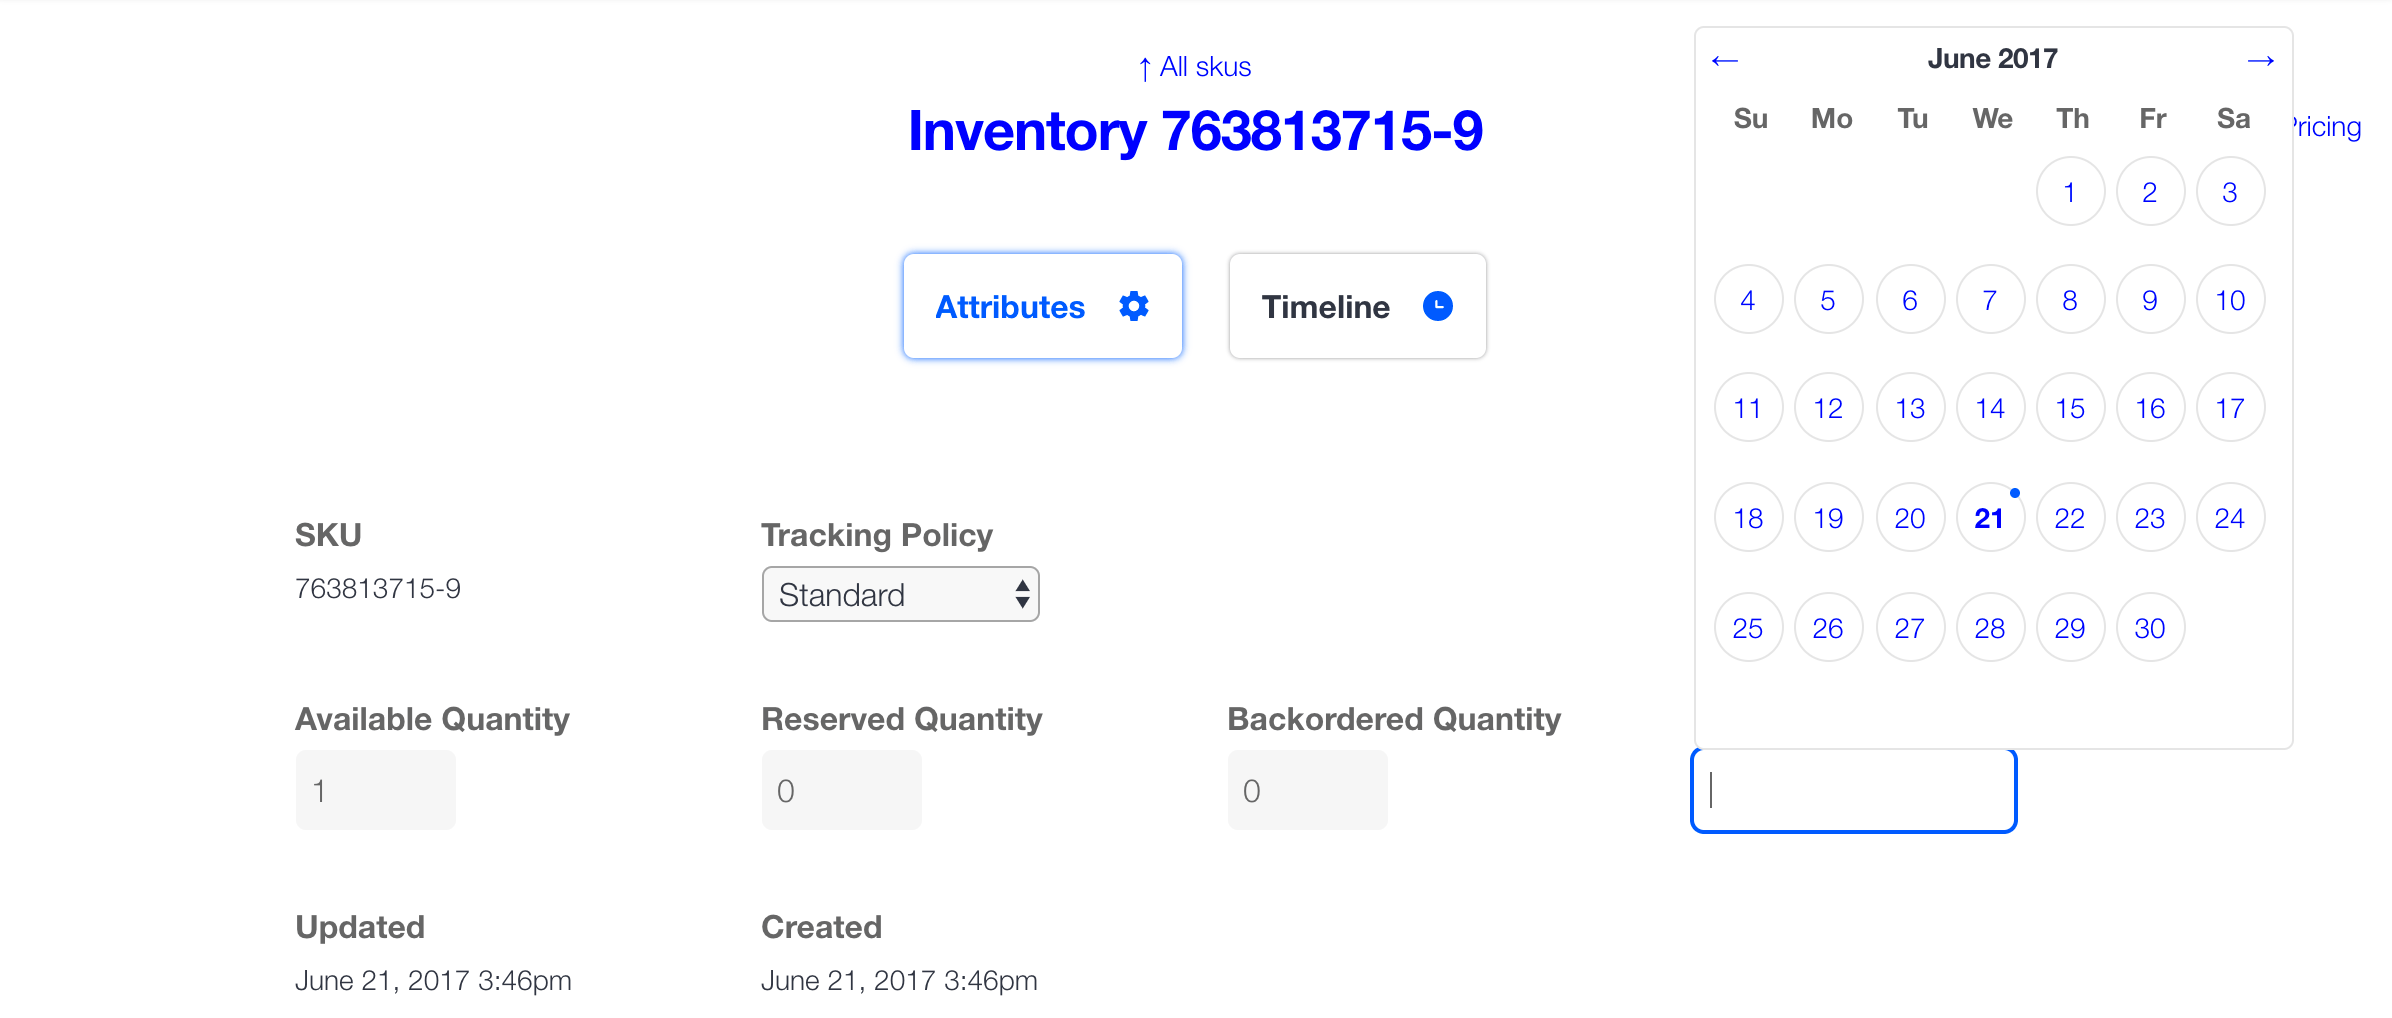 ↑ All skus
Inventory 763813715-9
Attributes
Timeline
SKU
763813715-9
Tracking Policy
Standard
Available Quantity
1
Reserved Quantity
0
Backordered Quantity
0
Updated
June 21, 2017 3:46pm
Created
June 21, 2017 3:46pm
← June 2017 →
Su Mo Tu We Th Fr Sa
1 2 3
4 5 6 7 8 9 10
11 12 13 14 15 16 17
18 19 20 21 22 23 24
25 26 27 28 29 30
Pricing